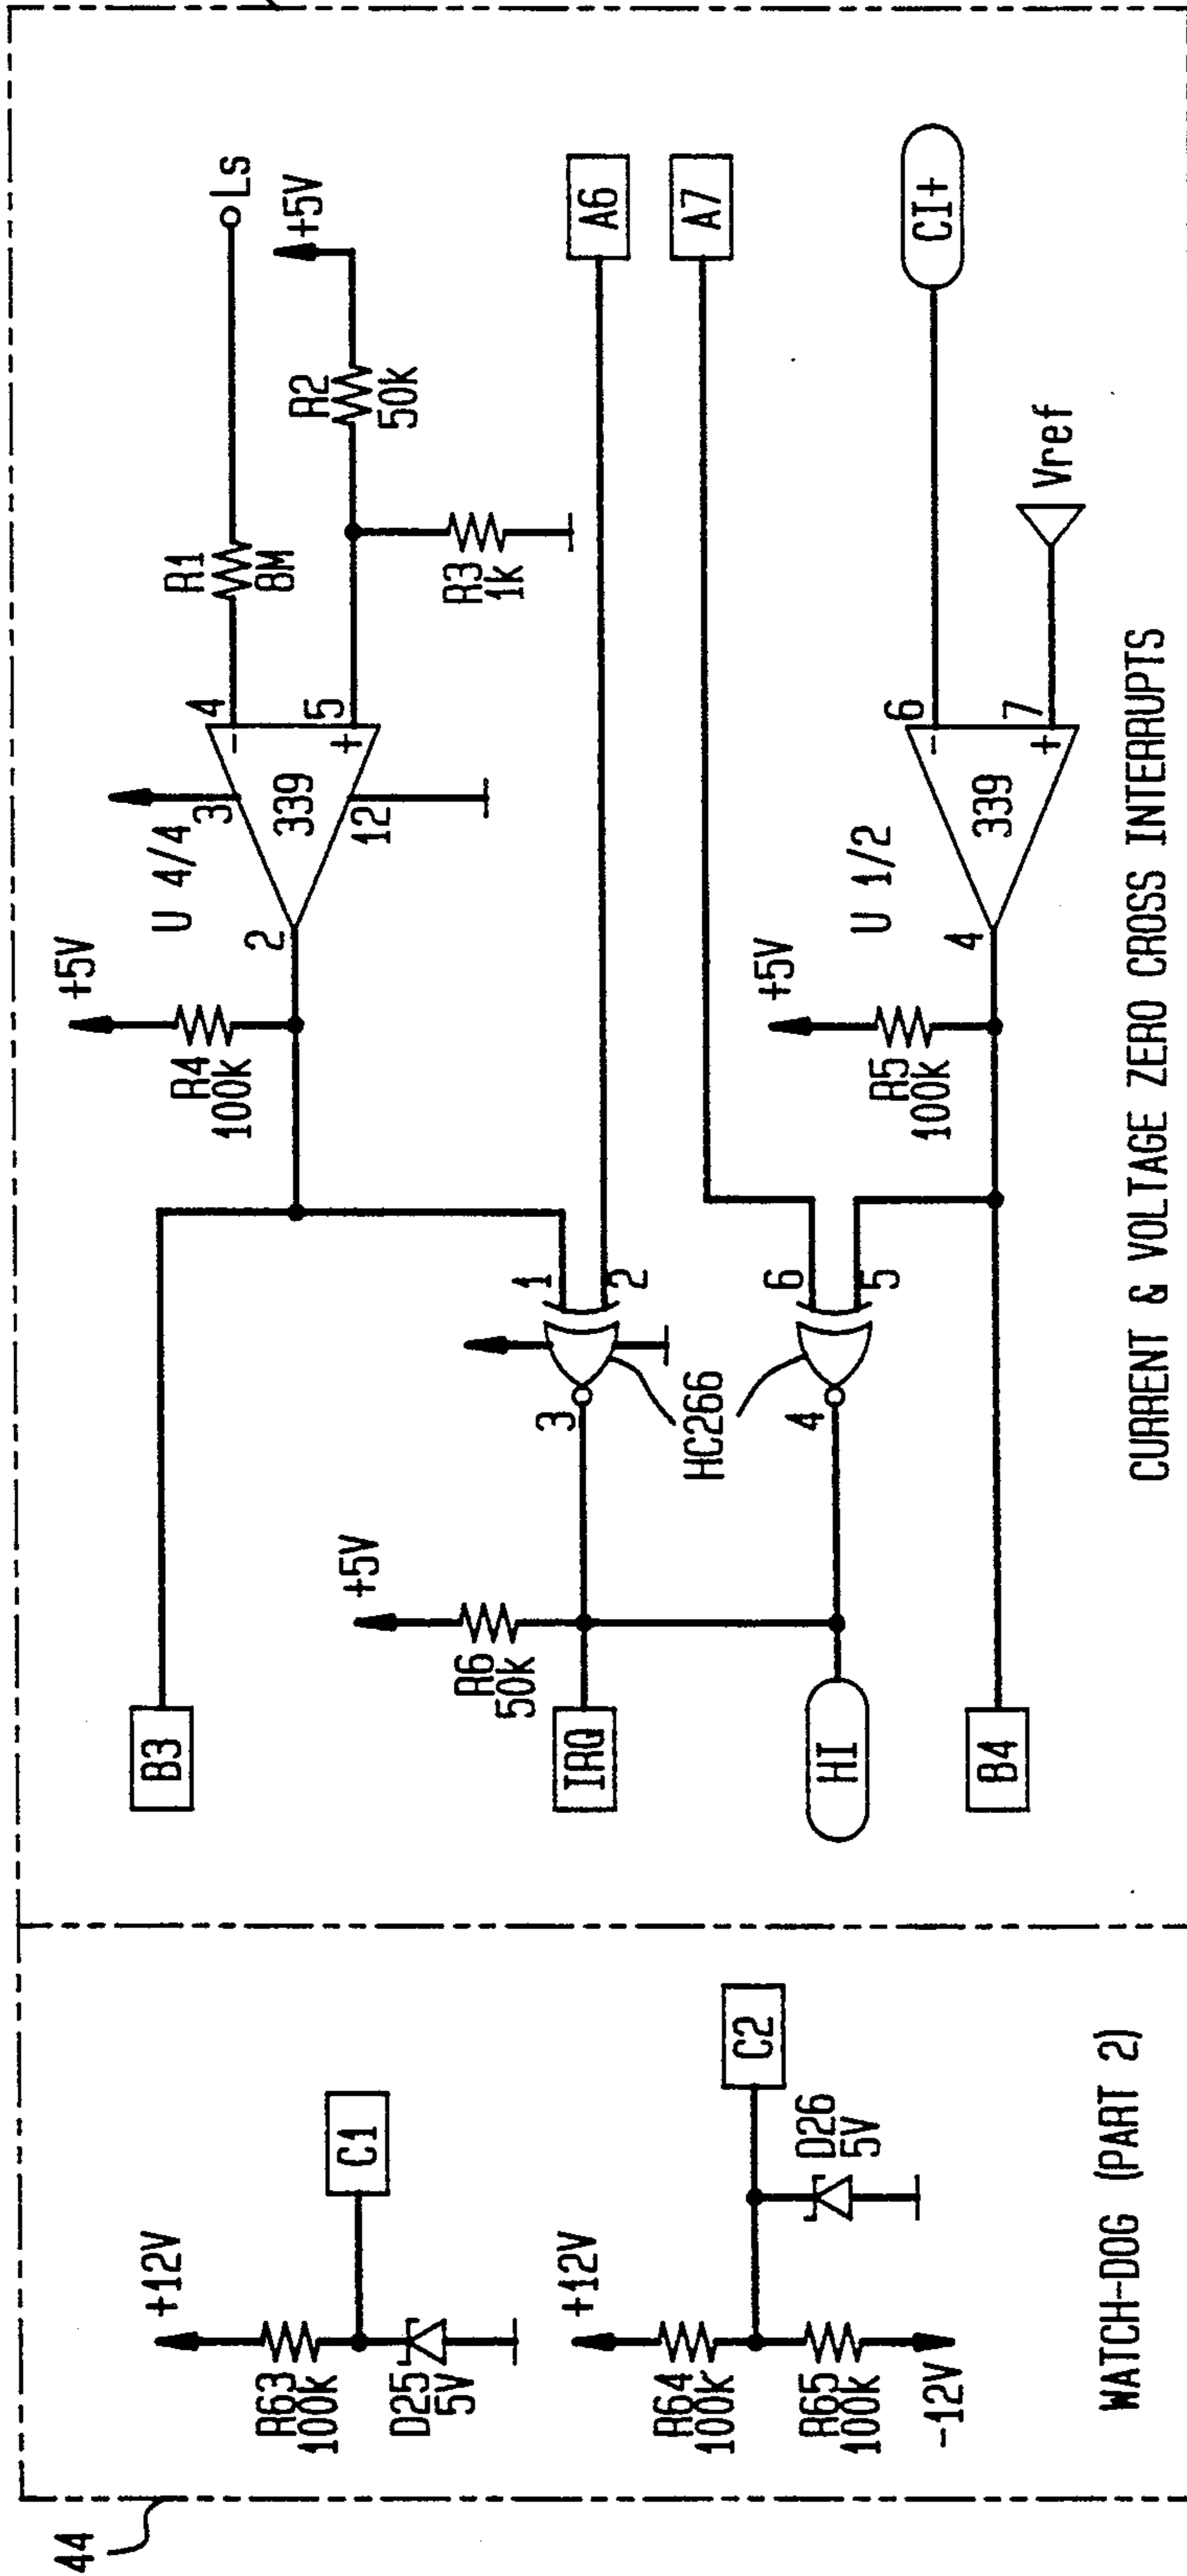 44
+12V
R63
100k
C1
D25
5V
+12V
R64
100k
C2
R65
100k
D26
5V
-12V
WATCH-DOG (PART 2)
B3
+5V
R4
100k
U 4/4
2
3
339
12
4
-
5
+
R1
8M
Ls
R2
50k
+5V
R3
1k
+5V
R6
50k
IRQ
3
1
2
A6
HC266
HI
4
6
5
A7
+5V
R5
100k
U 1/2
4
339
6
-
7
+
CI+
Vref
B4
CURRENT & VOLTAGE ZERO CROSS INTERRUPTS